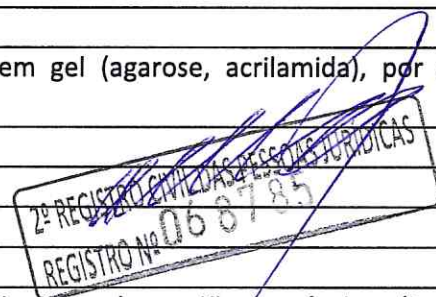 em gel (agarose, acrilamida), por
2º REGISTRO CIVIL DAS PESSOAS JURÍDICAS
REGISTRO Nº 068785